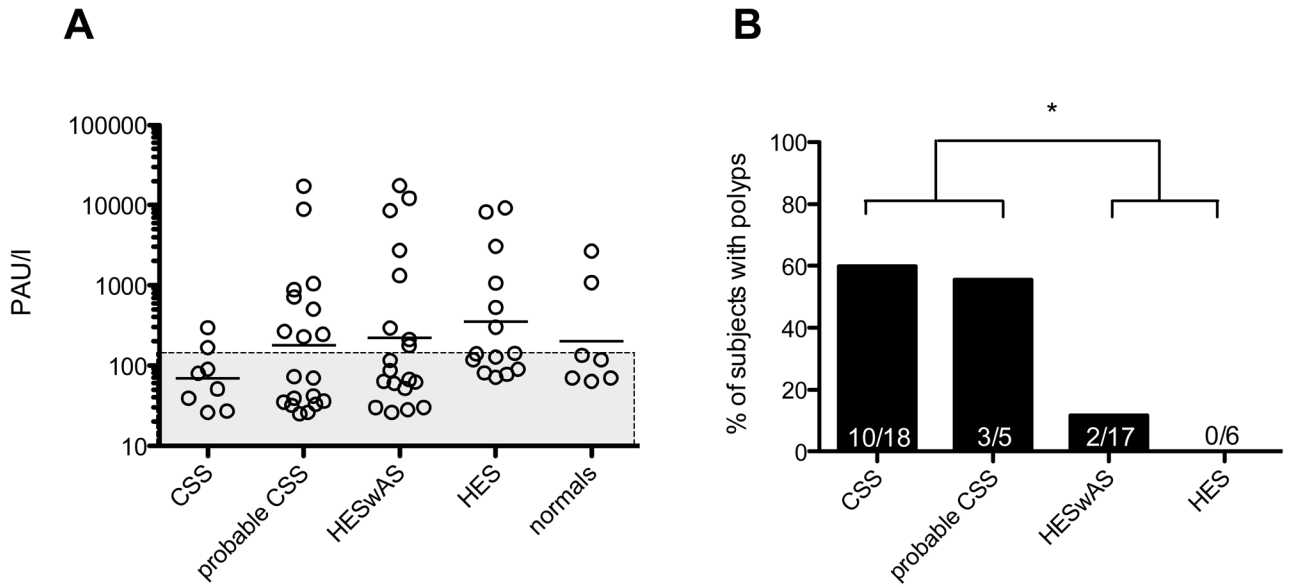 A
PAU/l
100000
10000
1000
100
10
CSS
probable CSS
HESwAS
HES
normals
B
*
% of subjects with polyps
100
80
60
40
20
0
10/18
3/5
2/17
0/6
CSS
probable CSS
HESwAS
HES